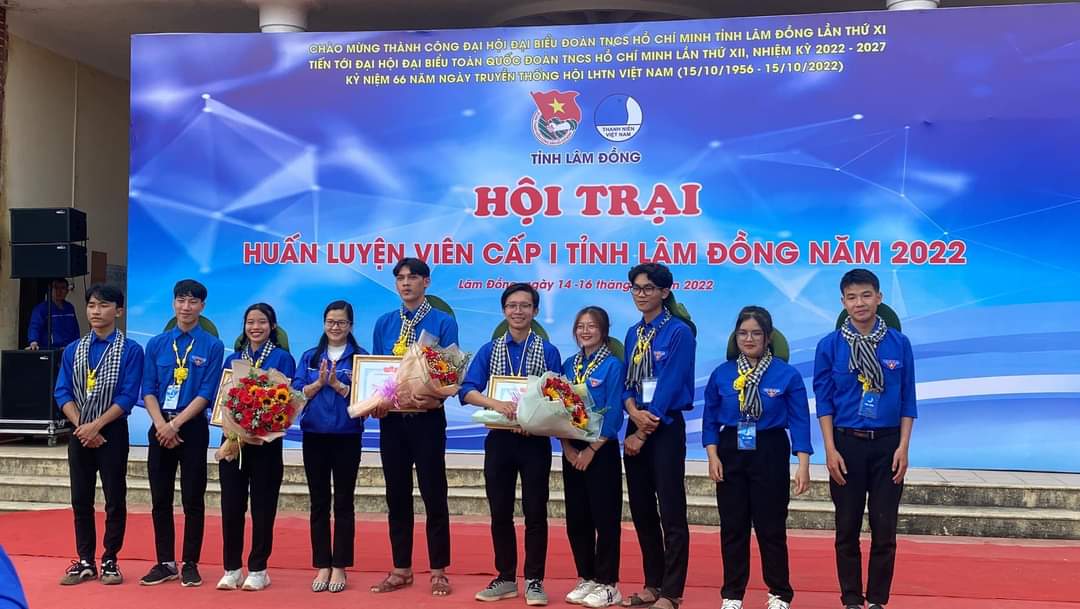 CHÀO MỪNG THÀNH CÔNG ĐẠI HỘI ĐẠI BIỂU ĐOÀN TNCS HỒ CHÍ MINH TỈNH LÂM ĐỒNG LẦN THỨ XI
TIẾN TỚI ĐẠI HỘI ĐẠI BIỂU TOÀN QUỐC ĐOÀN TNCS HỒ CHÍ MINH LẦN THỨ XII, NHIỆM KỲ 2022 - 2027
KỶ NIỆM 66 NĂM NGÀY TRUYỀN THỐNG HỘI LHTN VIỆT NAM (15/10/1956 - 15/10/2022)
THANH NIÊN
VIỆT NAM
TỈNH LÂM ĐỒNG
HỘI TRẠI
HUẤN LUYỆN VIÊN CẤP I TỈNH LÂM ĐỒNG NĂM 2022
Lâm Đồng, ngày 14 -16 tháng 2022